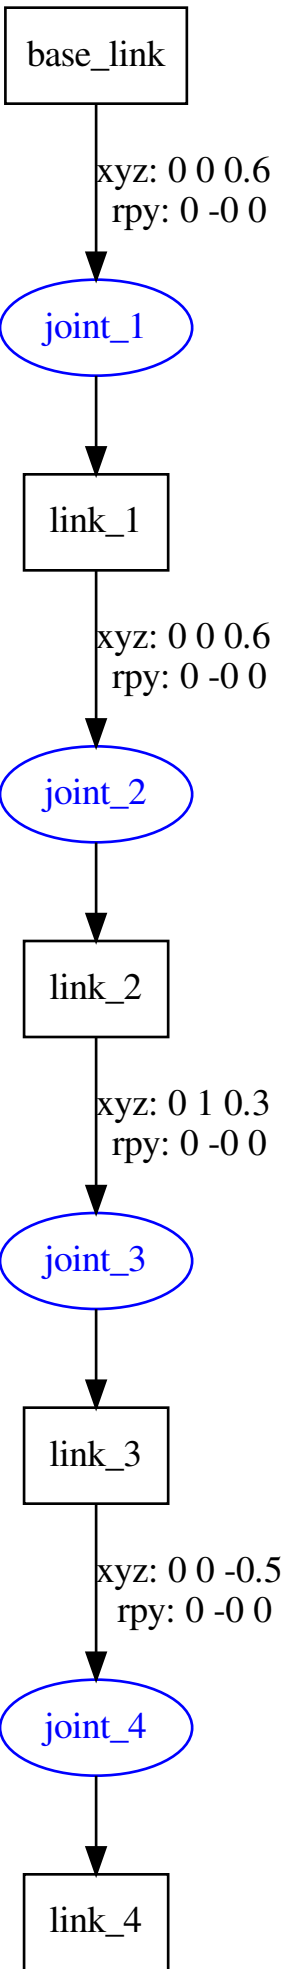 base_link
xyz: 0 0 0.6
rpy: 0 -0 0
joint_1
link_1
xyz: 0 0 0.6
rpy: 0 -0 0
joint_2
link_2
xyz: 0 1 0.3
rpy: 0 -0 0
joint_3
link_3
xyz: 0 0 -0.5
rpy: 0 -0 0
joint_4
link_4